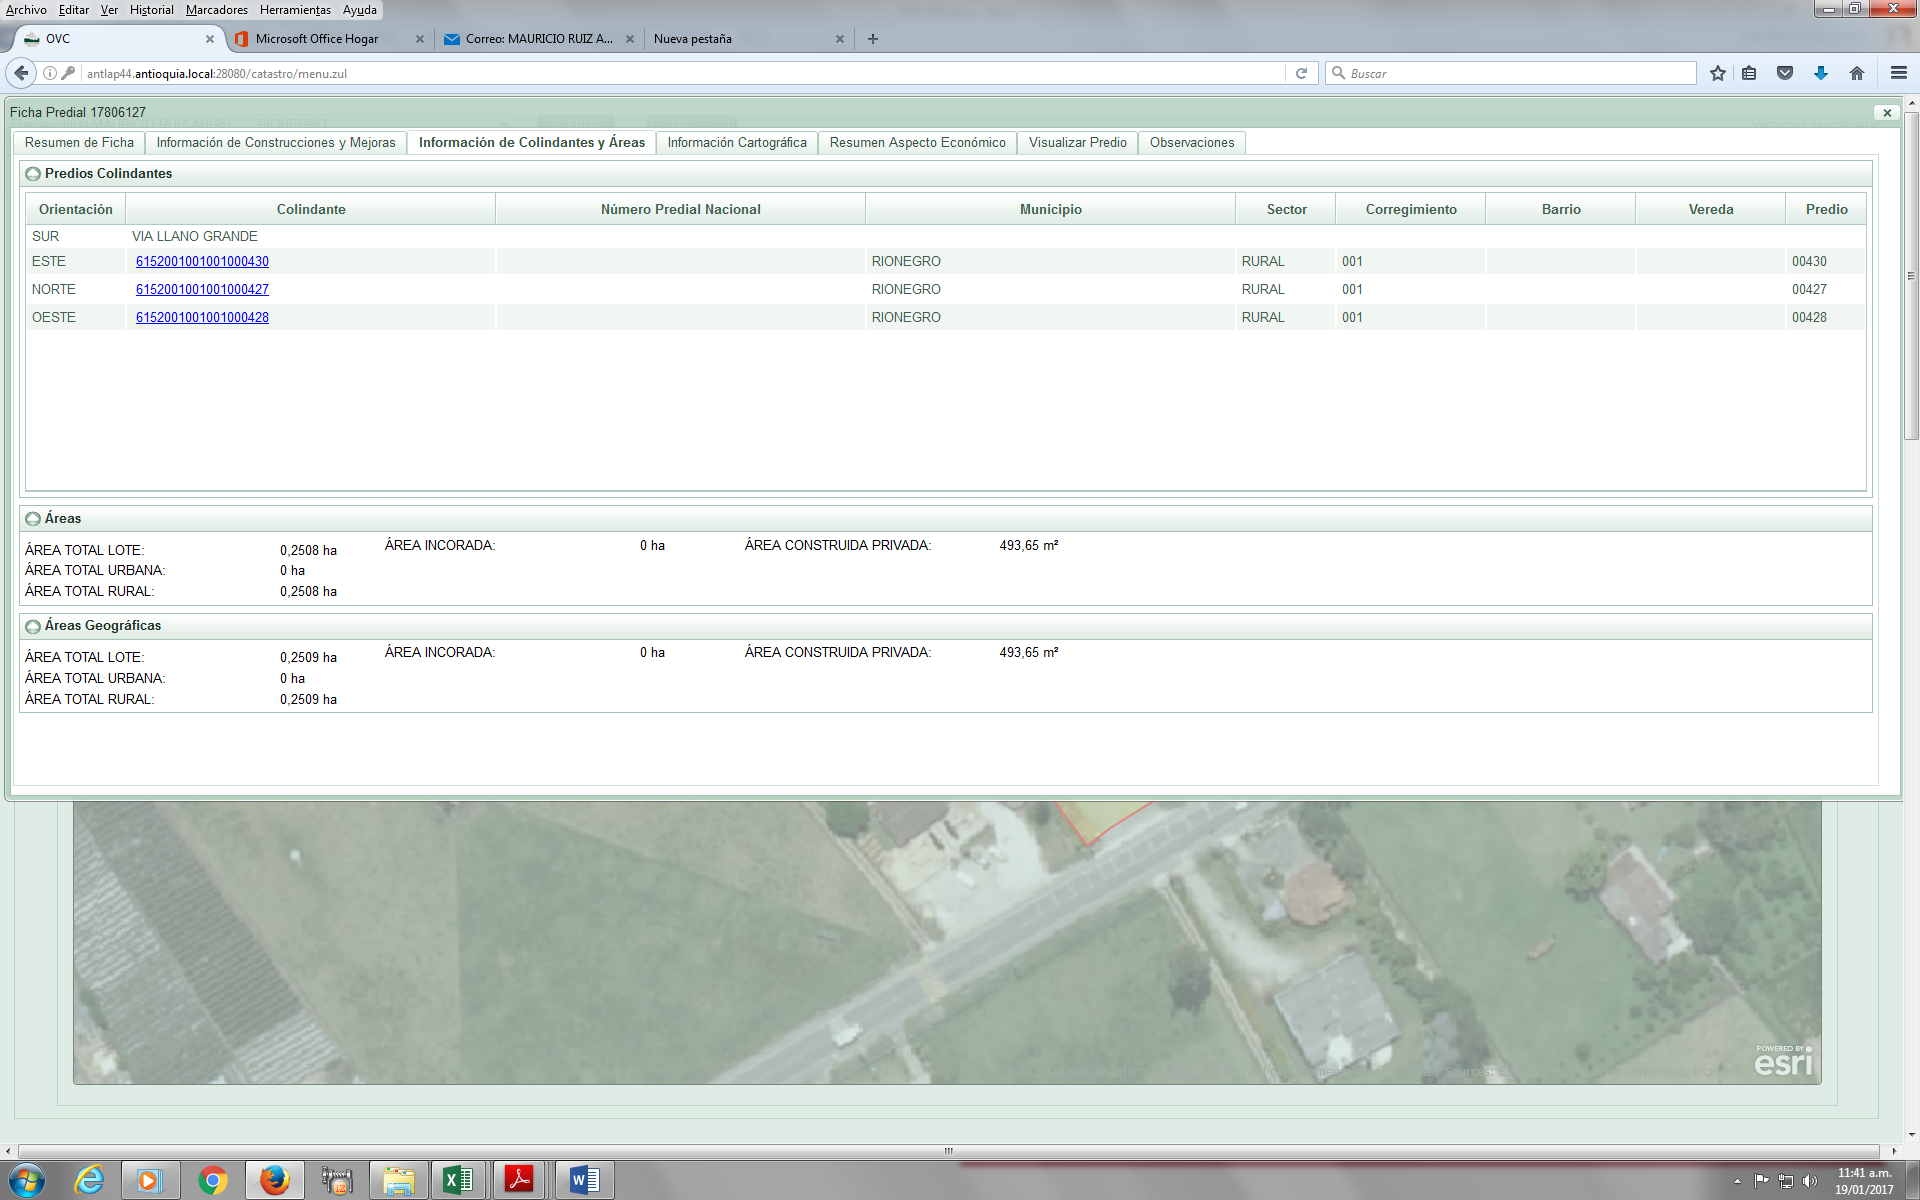 Archivo Editar Ver Historial Marcadores Herramientas Ayuda
OVC Microsoft Office Hogar Correo: MAURICIO RUIZ A... Nueva pestaña
antlap44.antioquia.local:28080/catastro/menu.zul Buscar
Ficha Predial 17806127
Resumen de Ficha Información de Construcciones y Mejoras Información de Colindantes y Áreas Información Cartográfica Resumen Aspecto Económico Visualizar Predio Observaciones
Predios Colindantes
Orientación Colindante Número Predial Nacional Municipio Sector Corregimiento Barrio Vereda Predio
SUR VIA LLANO GRANDE
ESTE 6152001001001000430 RIONEGRO RURAL 001 00430
NORTE 6152001001001000427 RIONEGRO RURAL 001 00427
OESTE 6152001001001000428 RIONEGRO RURAL 001 00428
Áreas
ÁREA TOTAL LOTE: 0,2508 ha ÁREA INCORADA: 0 ha ÁREA CONSTRUIDA PRIVADA: 493,65 m²
ÁREA TOTAL URBANA: 0 ha
ÁREA TOTAL RURAL: 0,2508 ha
Áreas Geográficas
ÁREA TOTAL LOTE: 0,2509 ha ÁREA INCORADA: 0 ha ÁREA CONSTRUIDA PRIVADA: 493,65 m²
ÁREA TOTAL URBANA: 0 ha
ÁREA TOTAL RURAL: 0,2509 ha
POWERED BY
esri
11:41 a.m.
19/01/2017